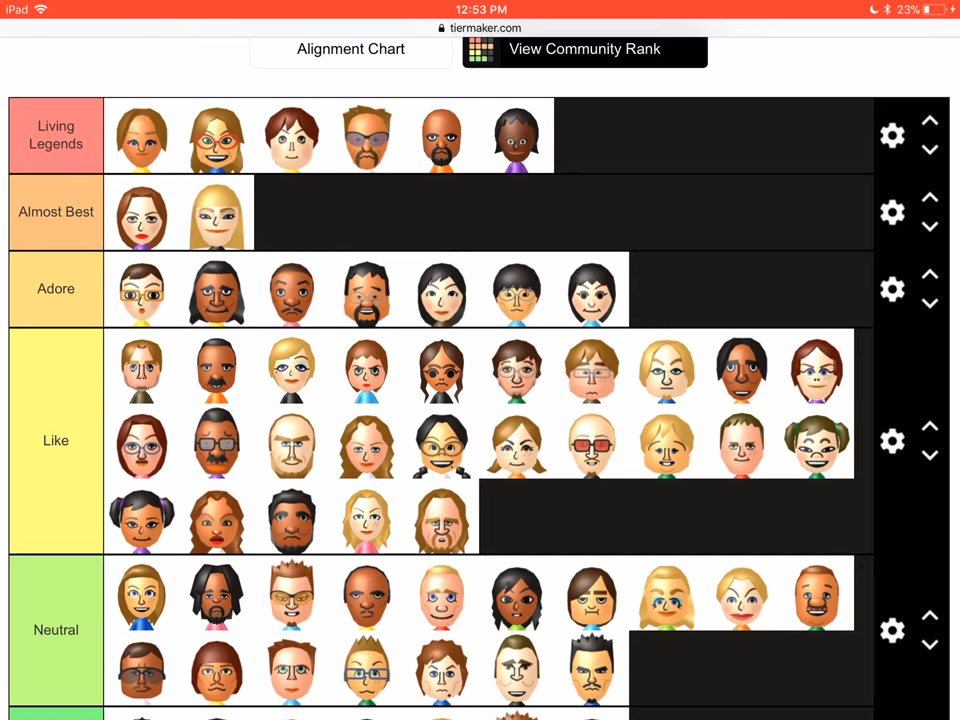 iPad
12:53 PM
23%
tiermaker.com
Alignment Chart
View Community Rank
Living
Legends
Almost Best
Adore
Like
Neutral